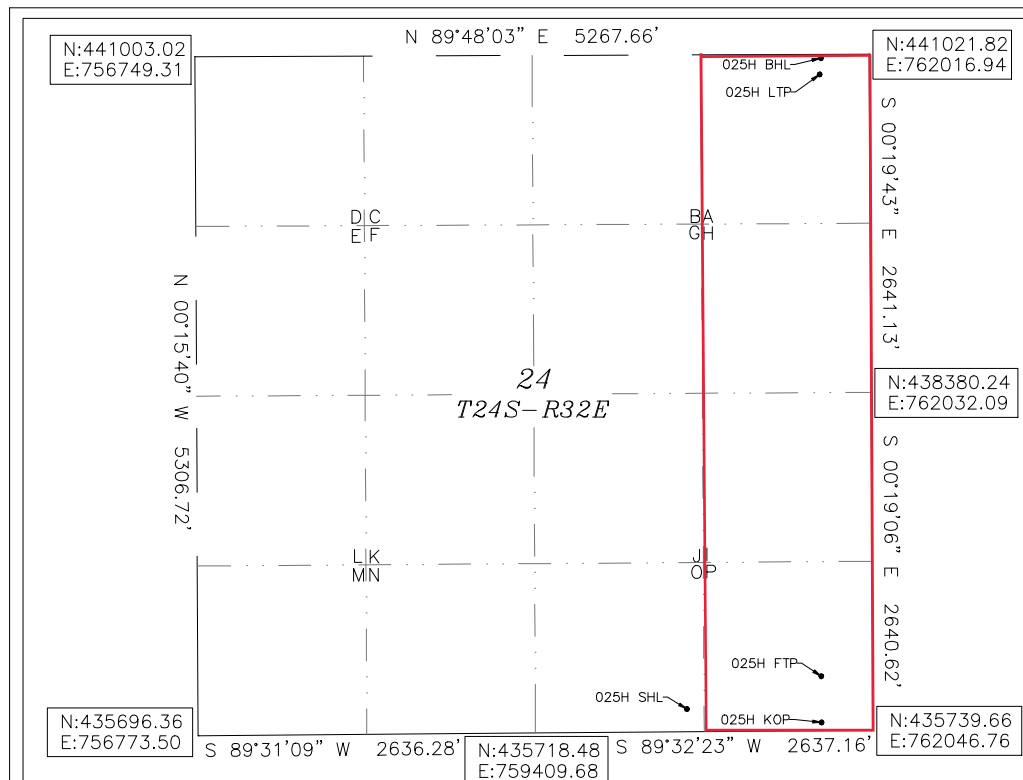 N 89°48'03" E 5267.66'
N:441003.02
E:756749.31
N:441021.82
E:762016.94
025H BHL
025H LTP
S 00°19'43" E 2641.13'
D C
E F
B A
G H
N 00°15'40" W 5306.72'
24
T24S-R32E
N:438380.24
E:762032.09
S 00°19'06" E 2640.62'
L K
M N
J I
O P
025H FTP
025H SHL
025H KOP
N:435696.36
E:756773.50
S 89°31'09" W 2636.28'
N:435718.48
E:759409.68
S 89°32'23" W 2637.16'
N:435739.66
E:762046.76